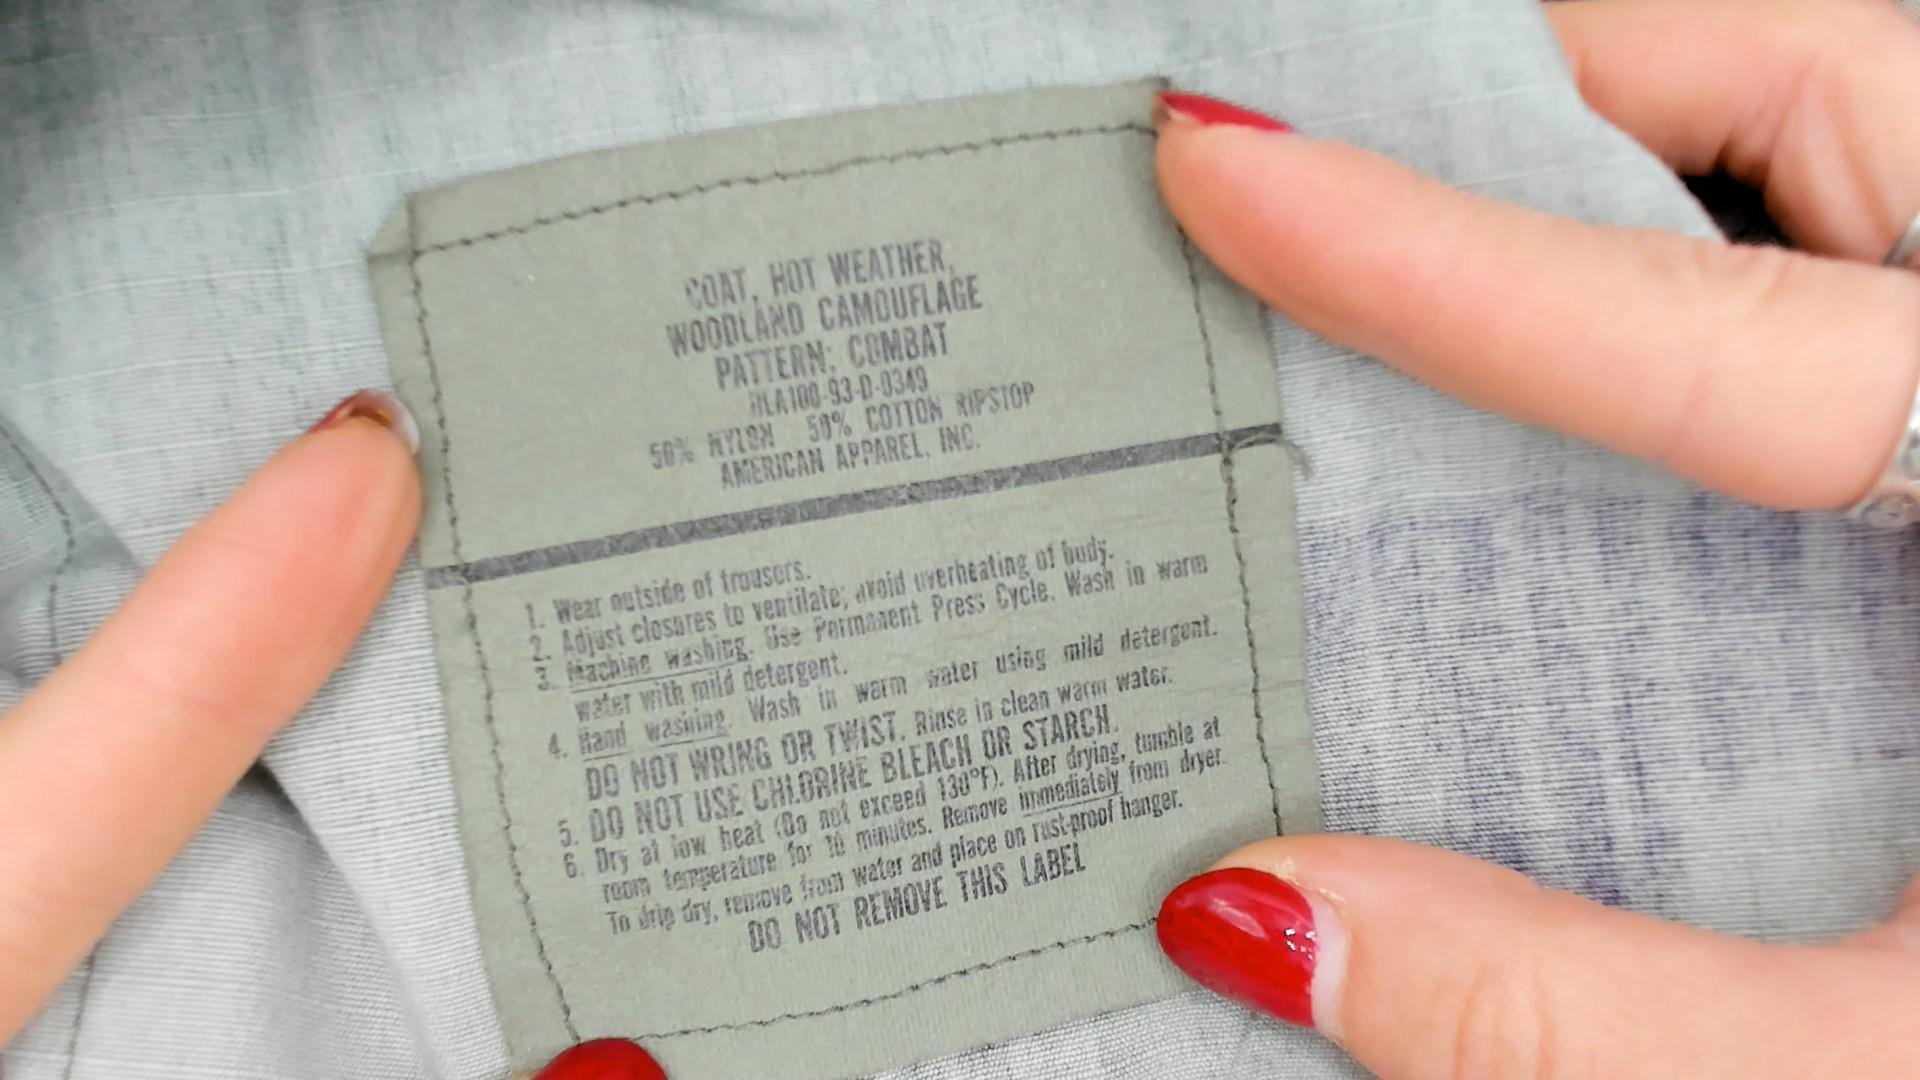 COAT, HOT WEATHER,
WOODLAND CAMOUFLAGE
PATTERN: COMBAT
DLA100-93-D-0349
50% NYLON 50% COTTON RIPSTOP
AMERICAN APPAREL, INC.
1. Wear outside of trousers.
2. Adjust closures to ventilate; avoid overheating of body.
3. Machine washing. Use Permanent Press Cycle. Wash in warm
water with mild detergent.
4. Hand washing. Wash in warm water using mild detergent.
DO NOT WRING OR TWIST. Rinse in clean warm water.
5. DO NOT USE CHLORINE BLEACH OR STARCH.
6. Dry at low heat (Do not exceed 130°F). After drying, tumble at
room temperature for 10 minutes. Remove immediately from dryer.
To drip dry, remove from water and place on rust-proof hanger.
DO NOT REMOVE THIS LABEL